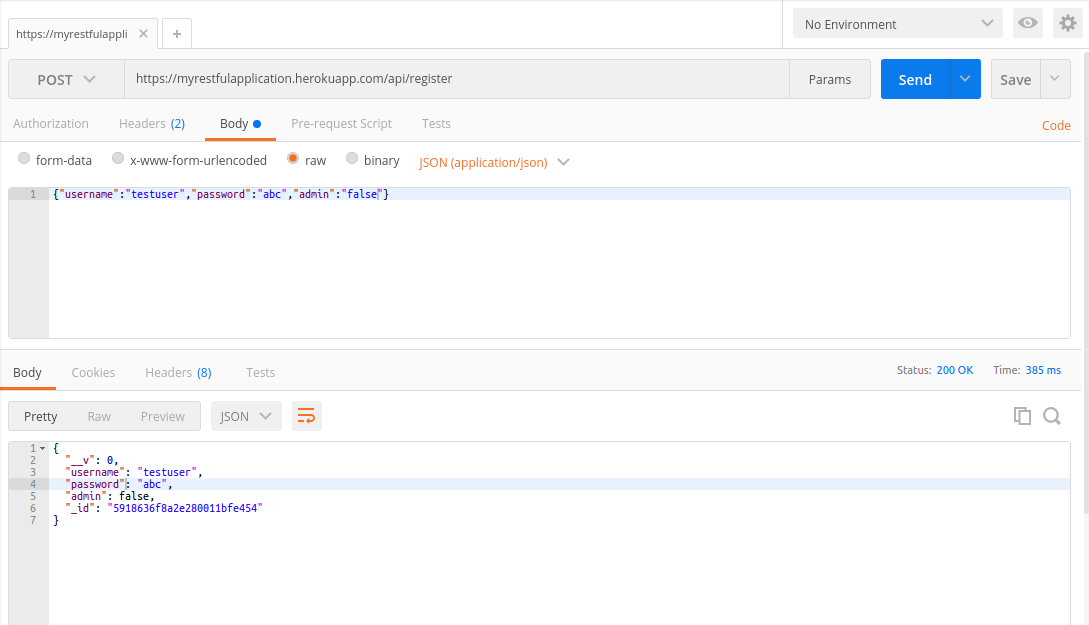 https://myrestfulappli
No Environment
POST https://myrestfulapplication.herokuapp.com/api/register Params Send Save
Authorization Headers (2) Body Pre-request Script Tests Code
form-data x-www-form-urlencoded raw binary JSON (application/json)
1 {"username":"testuser","password":"abc","admin":"false"}
Body Cookies Headers (8) Tests Status: 200 OK Time: 385 ms
Pretty Raw Preview JSON
1 {
2 "__v": 0,
3 "username": "testuser",
4 "password": "abc",
5 "admin": false,
6 "_id": "5918636f8a2e280011bfe454"
7 }